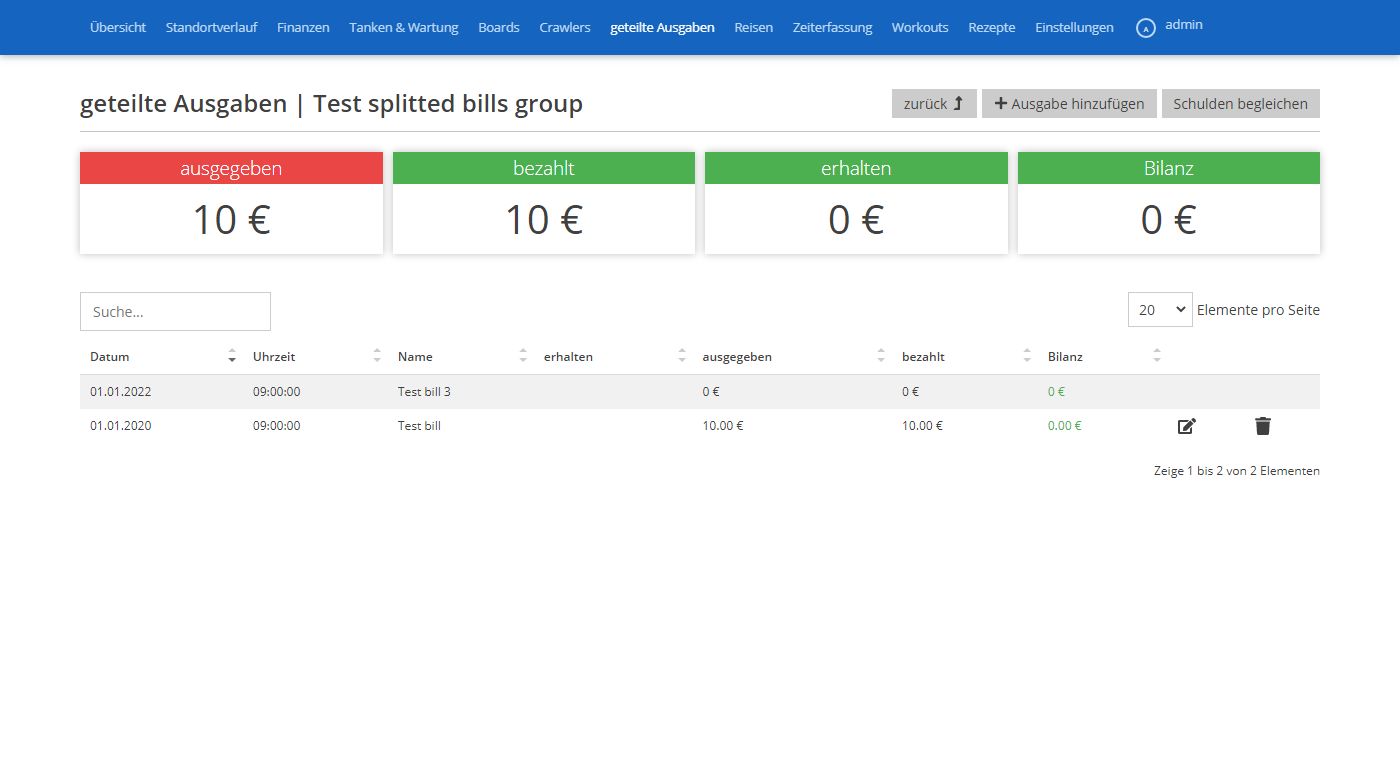 Übersicht Standortverlauf Finanzen Tanken & Wartung Boards Crawlers geteilte Ausgaben Reisen Zeiterfassung Workouts Rezepte Einstellungen A admin
geteilte Ausgaben | Test splitted bills group zurück Ausgabe hinzufügen Schulden begleichen
ausgegeben bezahlt erhalten Bilanz
10 € 10 € 0 € 0 €
Suche... 20 Elemente pro Seite
Datum Uhrzeit Name erhalten ausgegeben bezahlt Bilanz
01.01.2022 09:00:00 Test bill 3 0 € 0 € 0 €
01.01.2020 09:00:00 Test bill 10.00 € 10.00 € 0.00 €
Zeige 1 bis 2 von 2 Elementen